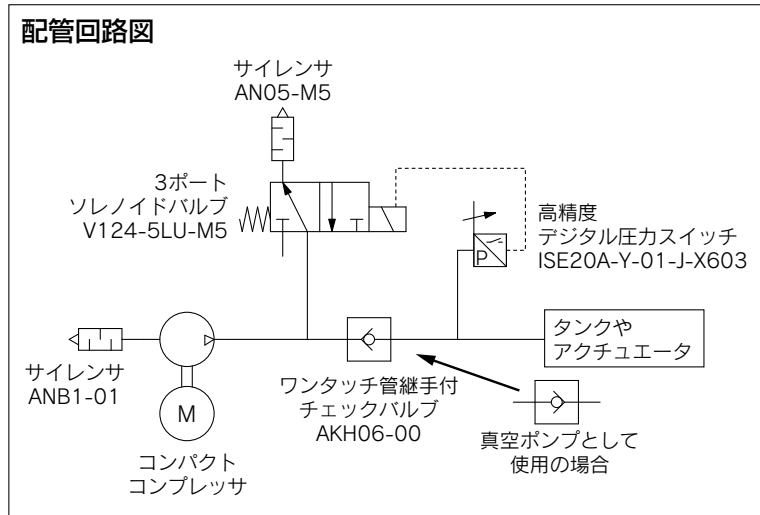 配管回路図
サイレンサ
AN05-M5
3ポート
ソレノイドバルブ
V124-5LU-M5
高精度
デジタル圧力スイッチ
ISE20A-Y-01-J-X603
P
タンクや
アクチュエータ
サイレンサ
ANB1-01
M
コンパクト
コンプレッサ
ワンタッチ管継手付
チェックバルブ
AKH06-00
真空ポンプとして
使用の場合